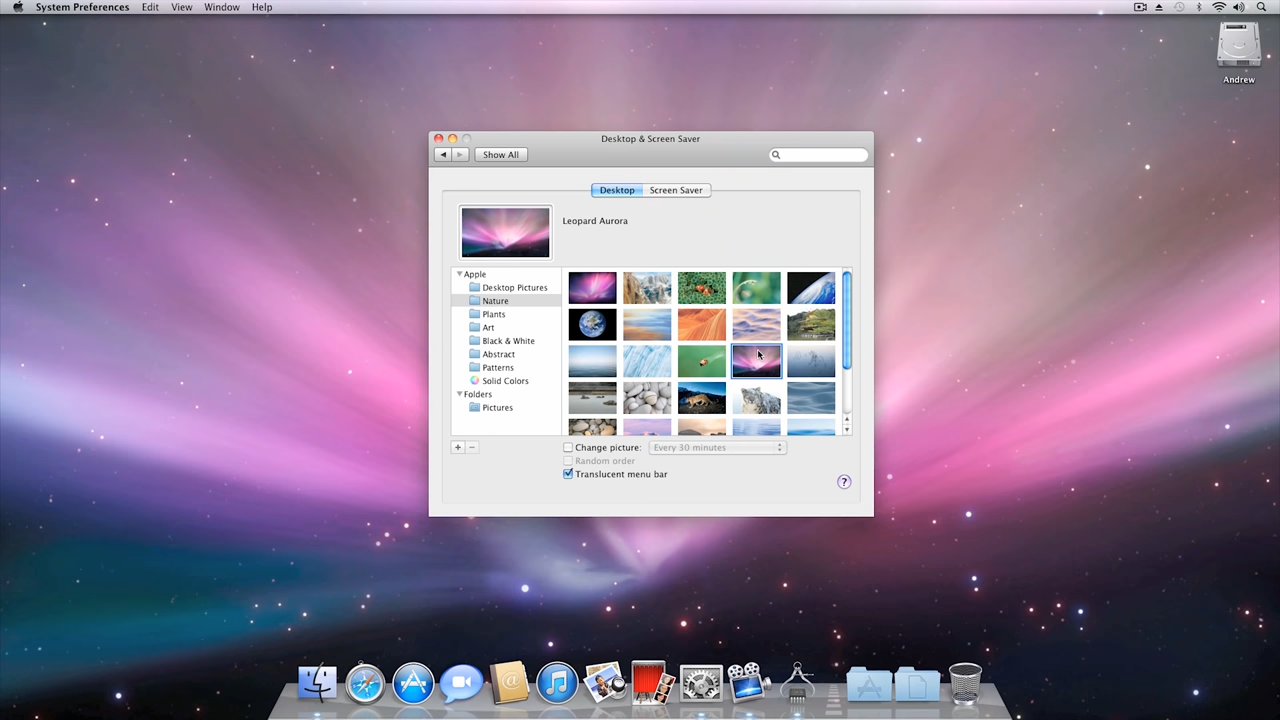 System Preferences Edit View Window Help
Andrew
Desktop & Screen Saver
Show All
Desktop Screen Saver
Leopard Aurora
Apple
Desktop Pictures
Nature
Plants
Art
Black & White
Abstract
Patterns
Solid Colors
Folders
Pictures
+ −
Change picture: Every 30 minutes
Random order
Translucent menu bar
?